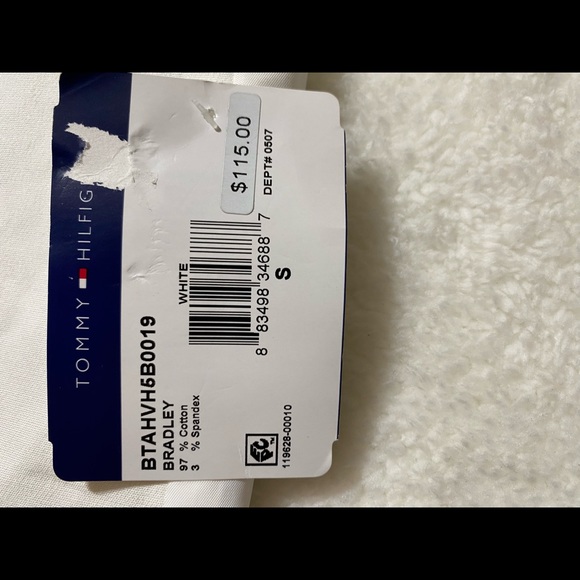 TOMMY HILFIG
BTAHVH5B0019
BRADLEY
97 % Cotton
3 % Spandex
WHITE
8 83498 34688 7
S
$115.00
DEPT# 0507
119628-00010